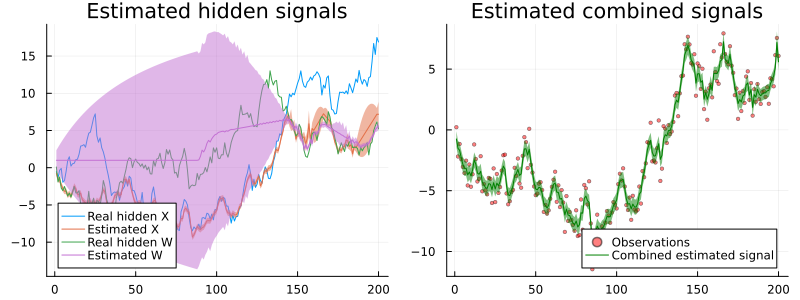 Estimated hidden signals
15
10
5
0
−5
−10
Real hidden X
Estimated X
Real hidden W
Estimated W
0
50
100
150
200
Estimated combined signals
5
0
−5
−10
Observations
Combined estimated signal
0
50
100
150
200